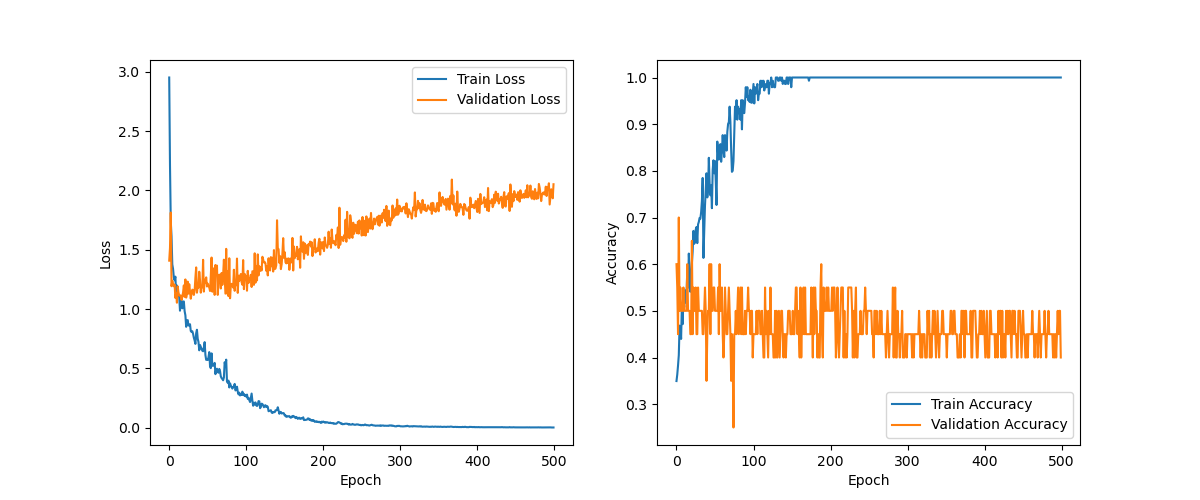 Train Loss
Validation Loss
3.0
2.5
2.0
1.5
1.0
0.5
0.0
Loss
0 100 200 300 400 500
Epoch
1.0
0.9
0.8
0.7
0.6
0.5
0.4
0.3
Accuracy
Train Accuracy
Validation Accuracy
0 100 200 300 400 500
Epoch